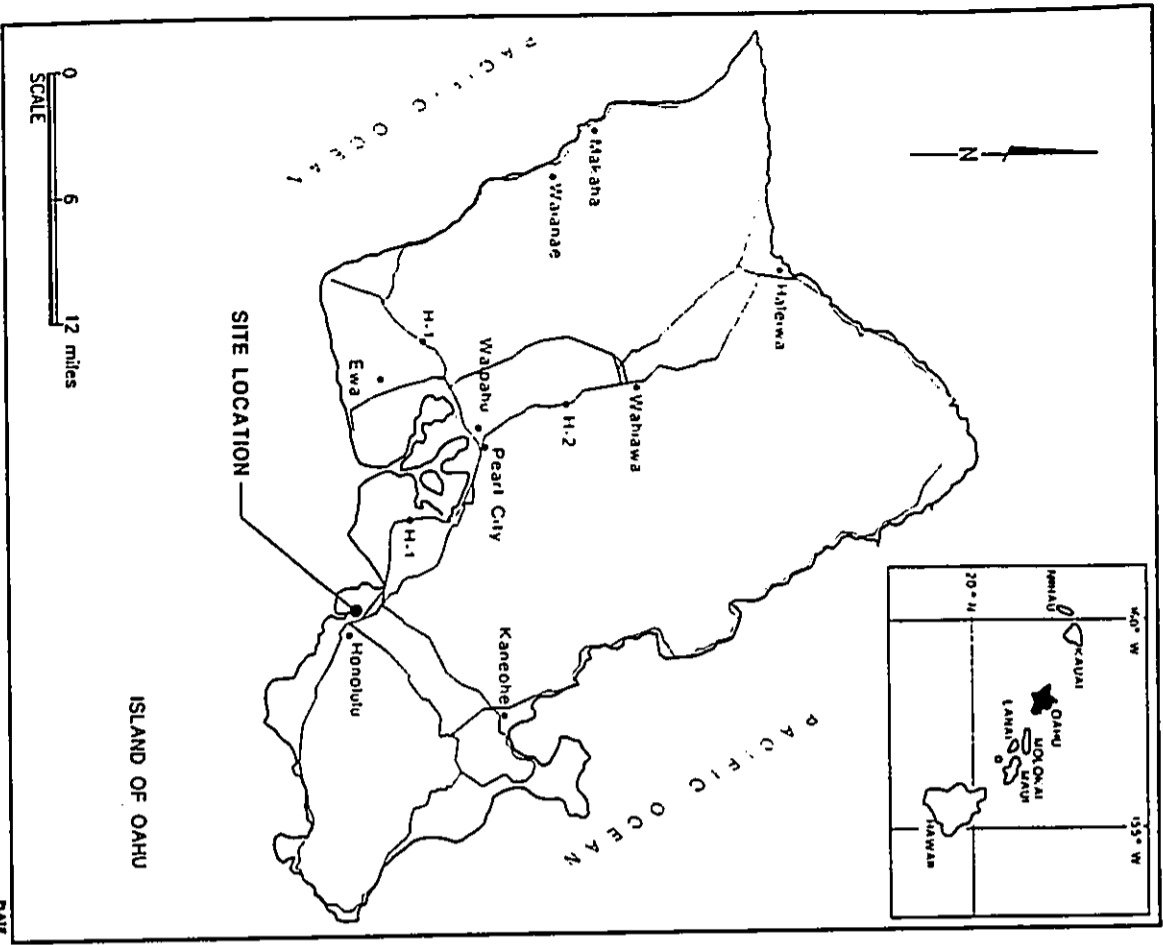 PACIFIC OCEAN
N
Haleiwa
Makaha
Waianae
Wahiawa
H-2
H-1
Waipahu
Pearl City
Ewa
H-1
Kaneohe
Honolulu
SITE LOCATION
PACIFIC OCEAN
ISLAND OF OAHU
0 6 12 miles
SCALE
160° W
155° W
20° N
NIIHAU
KAUAI
OAHU
MOLOKAI
LANAI
MAUI
HAWAII